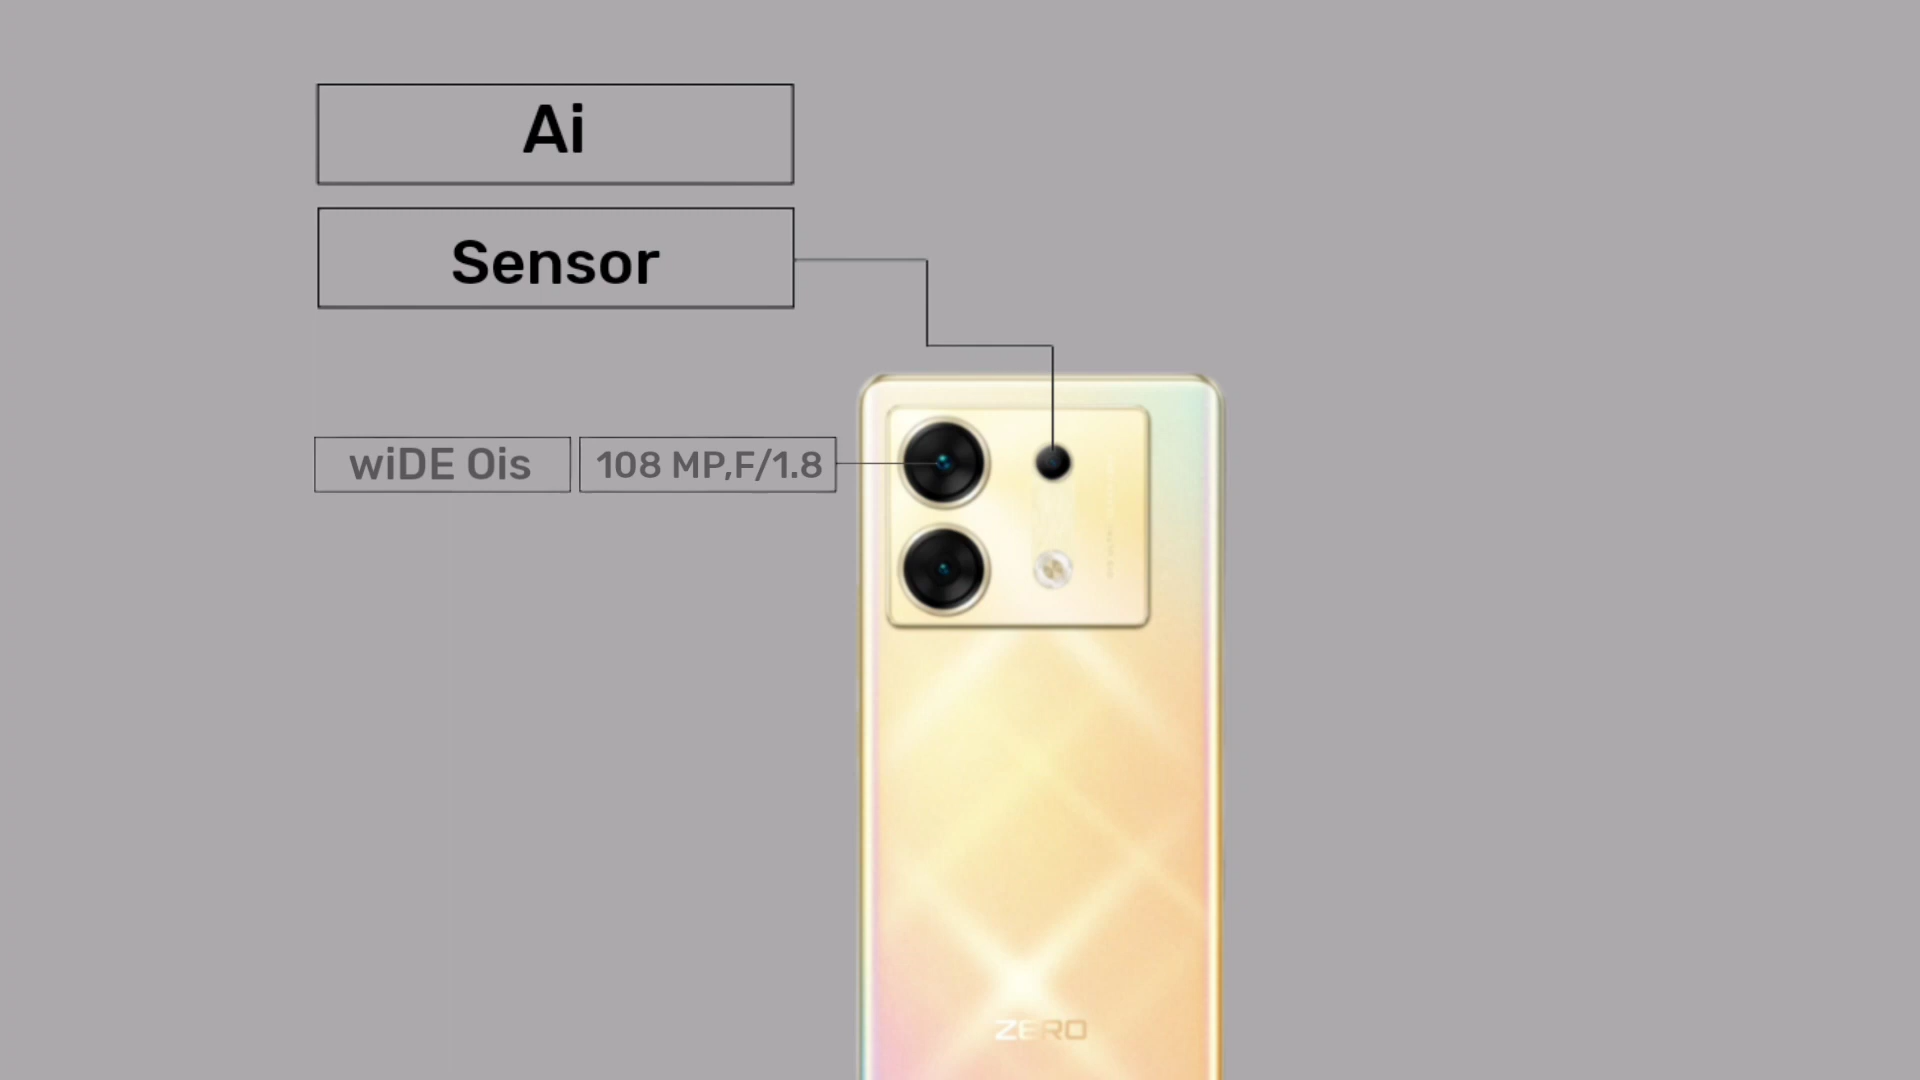 Ai
Sensor
wiDE Ois
108 MP,F/1.8
ZERO